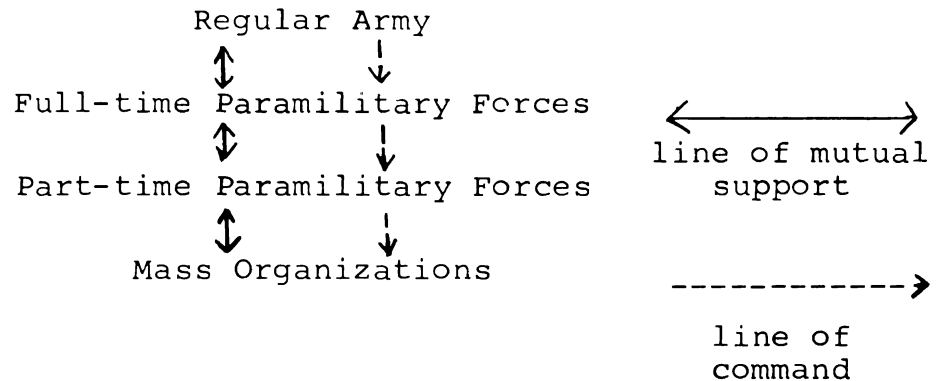 Regular Army
Full-time Paramilitary Forces
Part-time Paramilitary Forces
Mass Organizations
line of mutual
support
line of
command